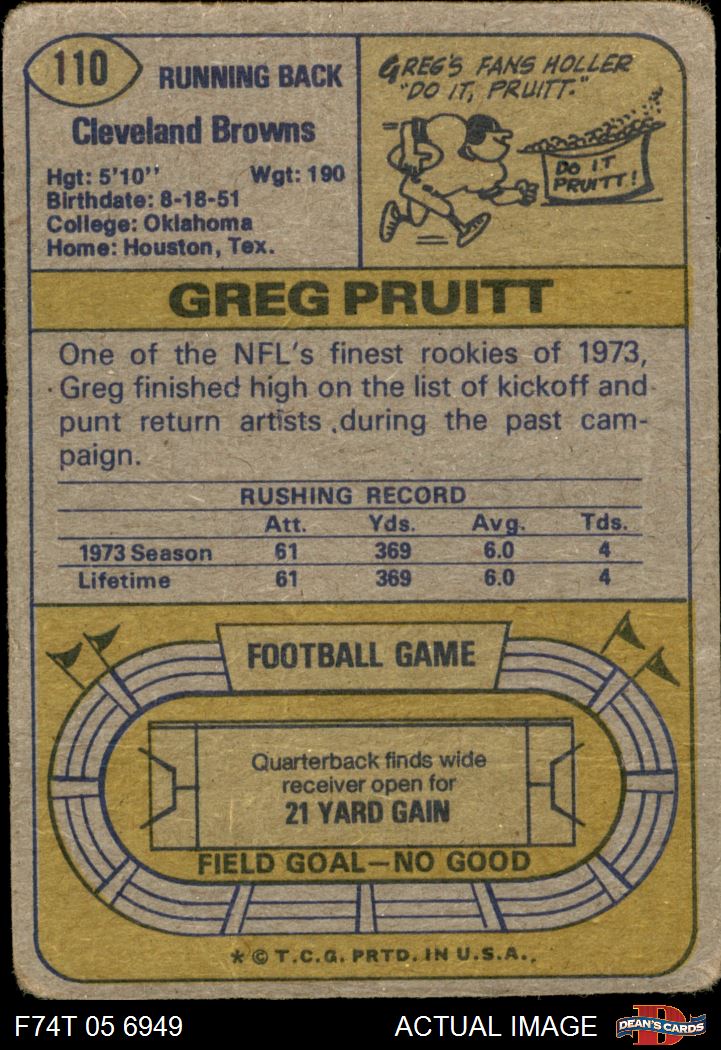 110
RUNNING BACK
Cleveland Browns
Hgt: 5'10'' Wgt: 190
Birthdate: 8-18-51
College: Oklahoma
Home: Houston, Tex.
GREG'S FANS HOLLER
"DO IT, PRUITT."
DO IT
PRUITT!
GREG PRUITT
One of the NFL's finest rookies of 1973,
Greg finished high on the list of kickoff and
punt return artists during the past cam-
paign.
RUSHING RECORD
Att. Yds. Avg. Tds.
1973 Season 61 369 6.0 4
Lifetime 61 369 6.0 4
FOOTBALL GAME
Quarterback finds wide
receiver open for
21 YARD GAIN
FIELD GOAL—NO GOOD
* © T.C.G. PRTD. IN U.S.A.
F74T 05 6949
ACTUAL IMAGE
D
DEAN'S CARDS